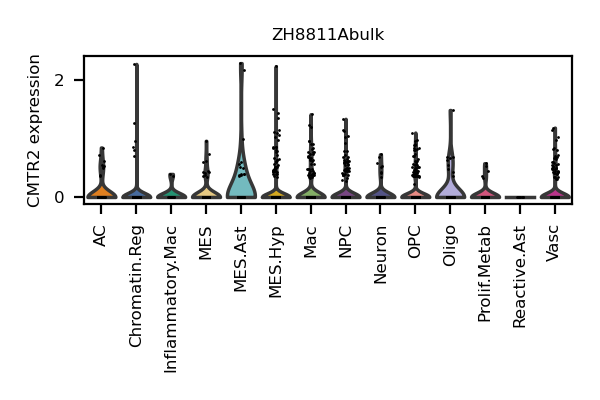 ZH8811Abulk
CMTR2 expression
2
0
AC
Chromatin.Reg
Inflammatory.Mac
MES
MES.Ast
MES.Hyp
Mac
NPC
Neuron
OPC
Oligo
Prolif.Metab
Reactive.Ast
Vasc